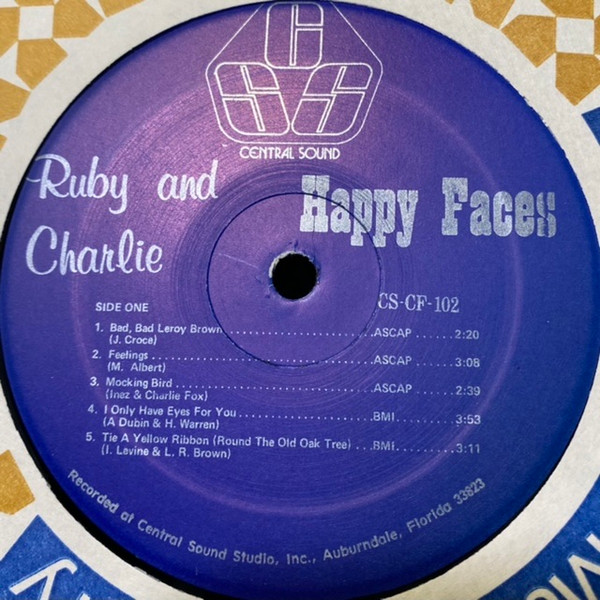 CSS
CENTRAL SOUND
Ruby and
Charlie
Happy Faces
CS-CF-102
SIDE ONE
1. Bad, Bad Leroy Brown ........................ ASCAP ...... 2:20
(J. Croce)
2. Feelings ........................ ASCAP ...... 3:08
(M. Albert)
3. Mocking Bird ........................ ASCAP ...... 2:39
(Inez & Charlie Fox)
4. I Only Have Eyes For You ........................ BMI ...... 3:53
(A Dubin & H. Warren)
5. Tie A Yellow Ribbon (Round The Old Oak Tree) ... BMI ...... 3:11
(I. Levine & L. R. Brown)
Recorded at Central Sound Studio, Inc., Auburndale, Florida 33823